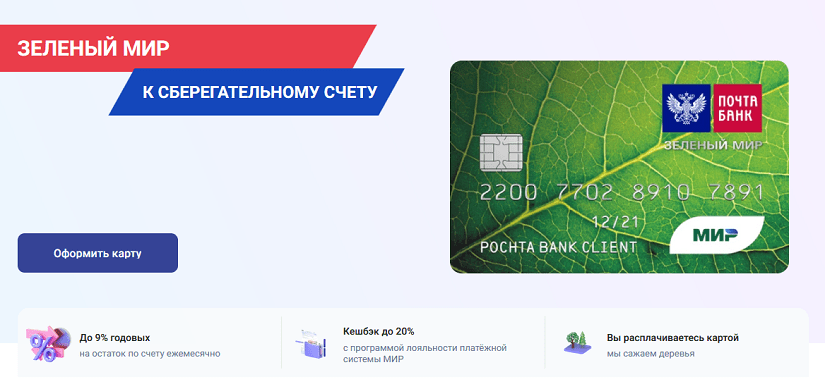 ЗЕЛЕНЫЙ МИР
К СБЕРЕГАТЕЛЬНОМУ СЧЕТУ
ПОЧТА
БАНК
ЗЕЛЕНЫЙ МИР
2200 7702 8910 7891
12/21
POCHTA BANK CLIENT
МИР
Оформить карту
До 9% годовых
на остаток по счету ежемесячно
Кешбэк до 20%
с программой лояльности платёжной
системы МИР
Вы расплачиваетесь картой
мы сажаем деревья